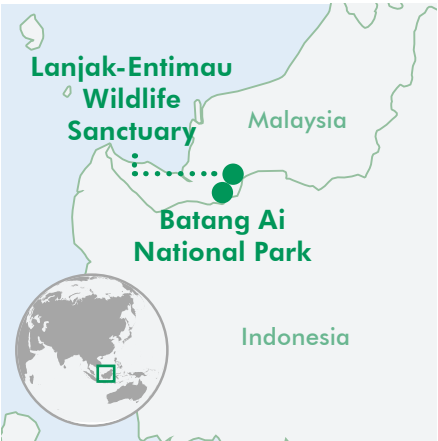 Lanjak-Entimau
Wildlife
Sanctuary
Malaysia
Batang Ai
National Park
Indonesia